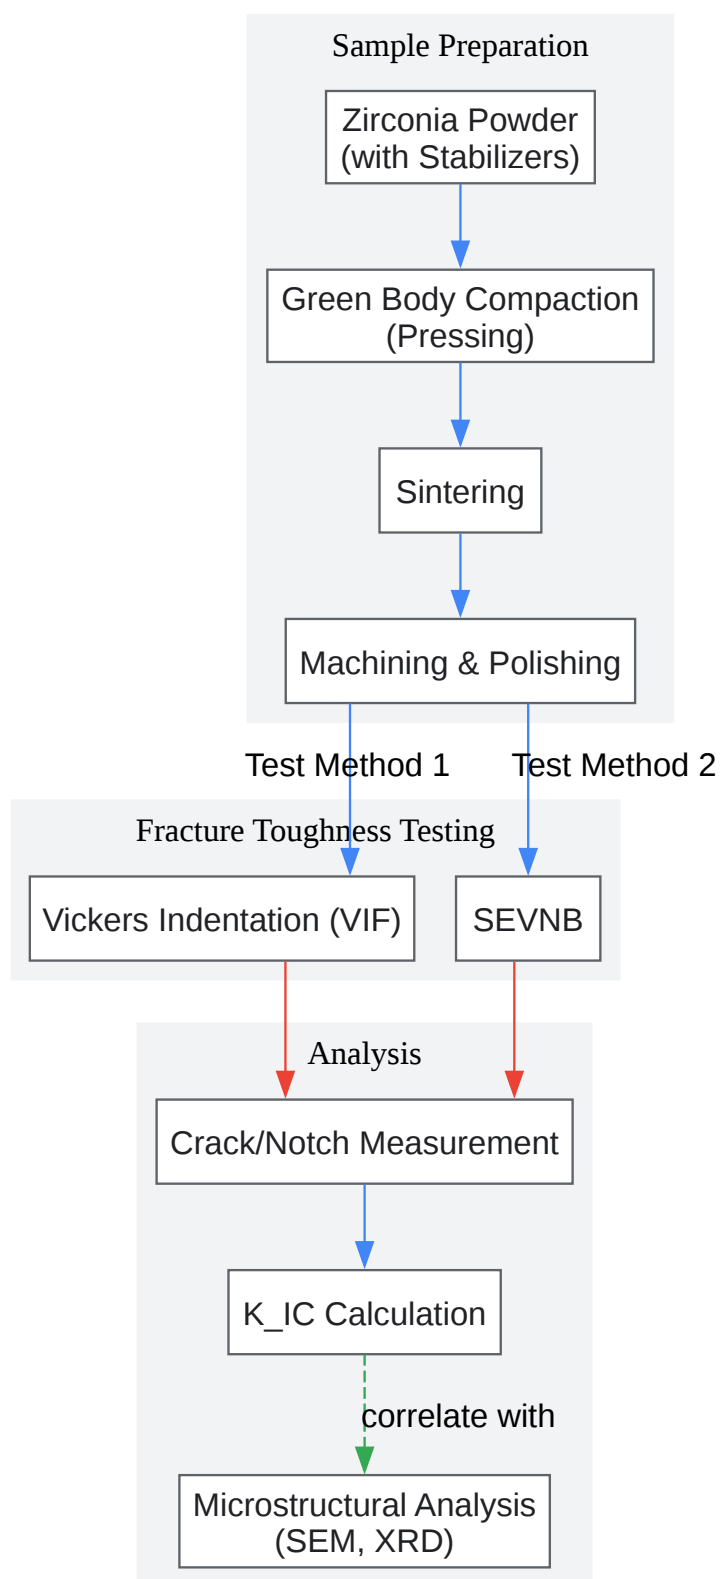 Sample Preparation
Zirconia Powder
(with Stabilizers)
Green Body Compaction
(Pressing)
Sintering
Machining & Polishing
Test Method 1
Test Method 2
Fracture Toughness Testing
Vickers Indentation (VIF)
SEVNB
Analysis
Crack/Notch Measurement
K_IC Calculation
correlate with
Microstructural Analysis
(SEM, XRD)